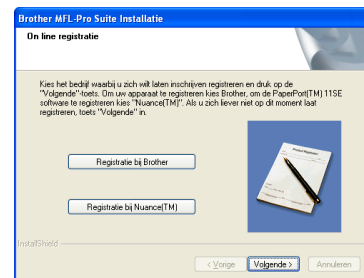 Brother MFL-Pro Suite Installatie
On line registratie
Kies het bedrijf waarbij u zich wilt laten inschrijven registreren en druk op de
"Volgende"-toets. Om uw apparaat te registreren kies Brother, om de PaperPort(TM) 11SE
software te registreren kies "Nuance(TM)". Als u zich liever niet op dit moment laat
registreren, toets "Volgende" in.
Registratie bij Brother
Registratie bij Nuance(TM)
InstallShield
< Vorige
Volgende >
Annuleren